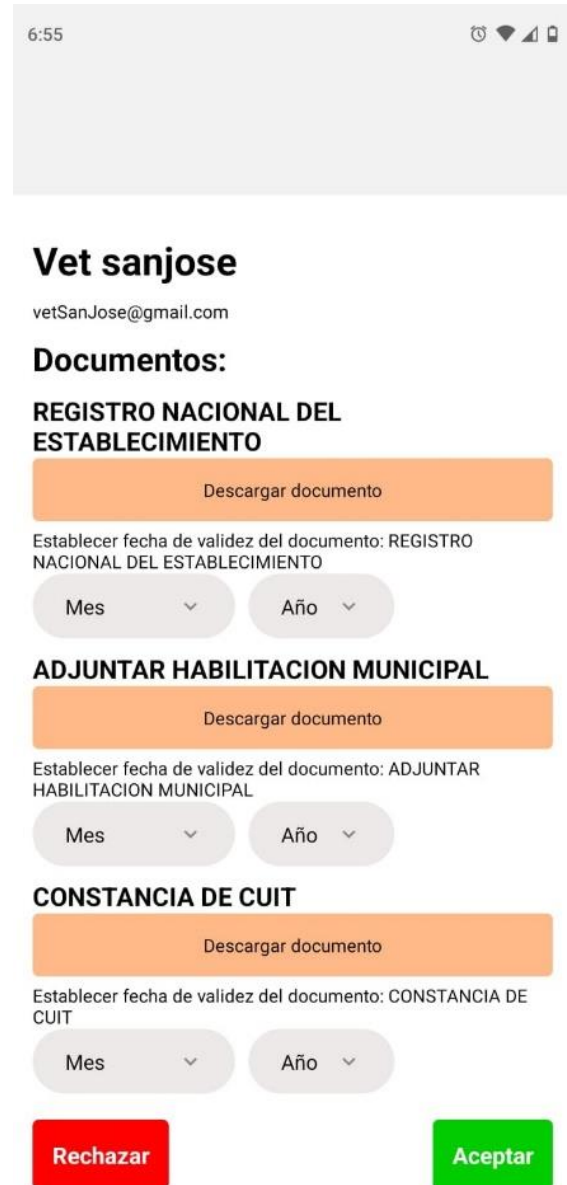 6:55
Vet sanjose
vetSanJose@gmail.com
Documentos:
REGISTRO NACIONAL DEL
ESTABLECIMIENTO
Descargar documento
Establecer fecha de validez del documento: REGISTRO
NACIONAL DEL ESTABLECIMIENTO
Mes Año
ADJUNTAR HABILITACION MUNICIPAL
Descargar documento
Establecer fecha de validez del documento: ADJUNTAR
HABILITACION MUNICIPAL
Mes Año
CONSTANCIA DE CUIT
Descargar documento
Establecer fecha de validez del documento: CONSTANCIA DE
CUIT
Mes Año
Rechazar Aceptar